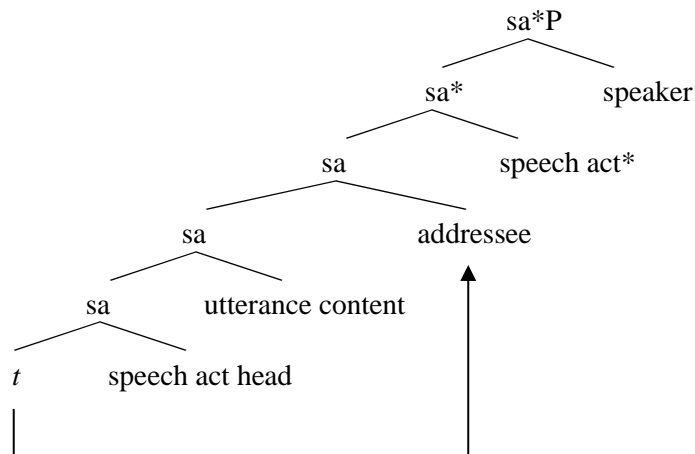 sa*P
sa* speaker
sa speech act*
sa addressee
sa utterance content
t speech act head